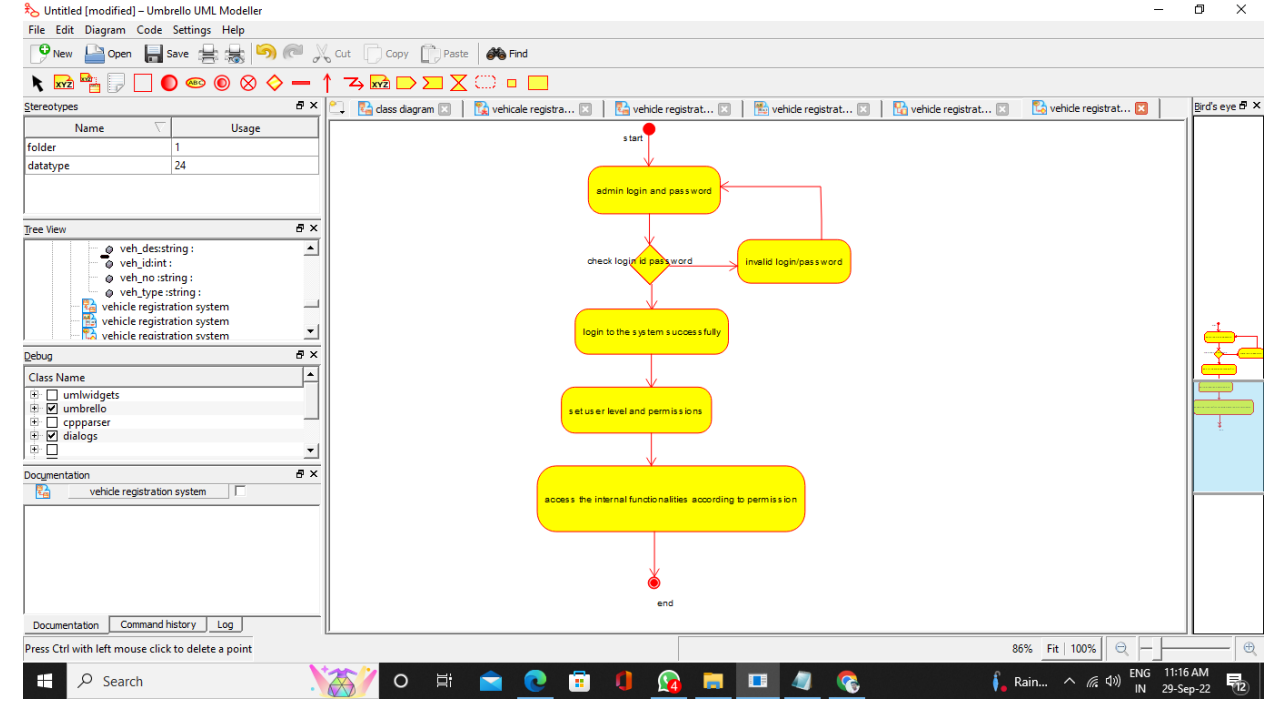 Untitled [modified] – Umbrello UML Modeller
File Edit Diagram Code Settings Help
New Open Save Cut Copy Paste Find
XYZ ABC XYZ
Stereotypes
Name Usage
folder 1
datatype 24
Tree View
veh_des:string :
veh_id:int :
veh_no :string :
veh_type :string :
vehicle registration system
vehicle registration system
vehicle registration system
Debug
Class Name
umlwidgets
umbrello
cppparser
dialogs
Documentation
vehicle registration system
Documentation Command history Log
class diagram vehicale registra... vehicle registrat... vehicle registrat... vehicle registrat... vehicle registrat...
Bird's eye
start
admin login and password
check login id password
invalid login/password
login to the system successfully
set user level and permissions
access the internal functionalities according to permission
end
Press Ctrl with left mouse click to delete a point
86% Fit 100%
Search
4
Rain...
ENG
IN
11:16 AM
29-Sep-22
12